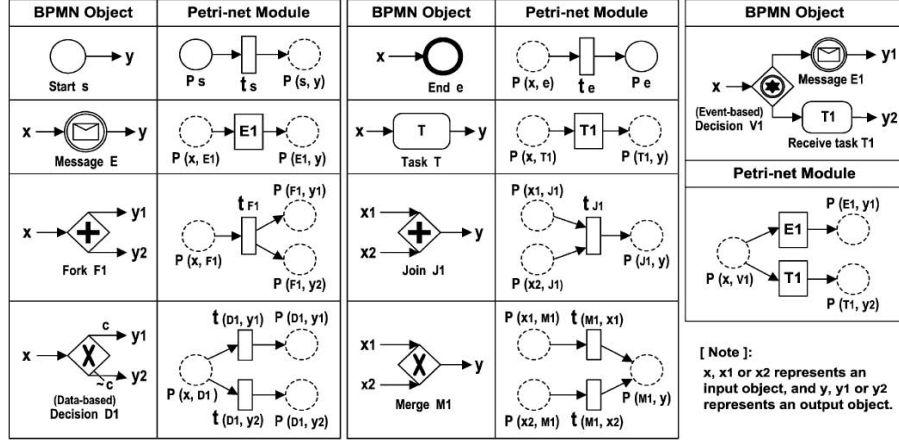 BPMN Object
Petri-net Module
x
y
Start s
P s
t s
P (s, y)
x
y
Message E
E1
P (x, E1)
P (E1, y)
x
y1
y2
Fork F1
t F1
P (F1, y1)
P (x, F1)
P (F1, y2)
x
c
y1
~c
y2
(Data-based)
Decision D1
t (D1, y1)
P (D1, y1)
P (x, D1)
t (D1, y2)
P (D1, y2)
BPMN Object
Petri-net Module
x
End e
P (x, e)
t e
P e
x
T
y
Task T
T1
P (x, T1)
P (T1, y)
x1
x2
y
Join J1
P (x1, J1)
t J1
P (x2, J1)
P (J1, y)
x1
x2
y
Merge M1
P (x1, M1)
t (M1, x1)
P (M1, y)
P (x2, M1)
t (M1, x2)
BPMN Object
y1
Message E1
x
(Event-based)
Decision V1
T1
y2
Receive task T1
Petri-net Module
P (E1, y1)
E1
P (x, V1)
T1
P (T1, y2)
[ Note ]:
x, x1 or x2 represents an
input object, and y, y1 or y2
represents an output object.